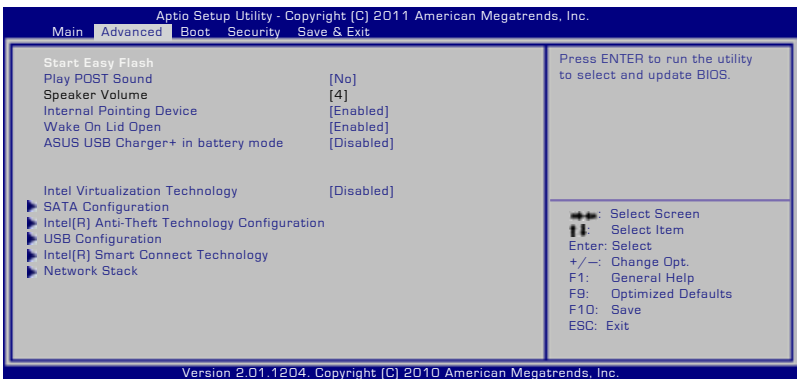 Aptio Setup Utility - Copyright (C) 2011 American Megatrends, Inc.
Main Advanced Boot Security Save & Exit
Start Easy Flash
Play POST Sound [No]
Speaker Volume [4]
Internal Pointing Device [Enabled]
Wake On Lid Open [Enabled]
ASUS USB Charger+ in battery mode [Disabled]
Intel Virtualization Technology [Disabled]
SATA Configuration
Intel(R) Anti-Theft Technology Configuration
USB Configuration
Intel(R) Smart Connect Technology
Network Stack
Press ENTER to run the utility
to select and update BIOS.
→←: Select Screen
↑↓: Select Item
Enter: Select
+/—: Change Opt.
F1: General Help
F9: Optimized Defaults
F10: Save
ESC: Exit
Version 2.01.1204. Copyright (C) 2010 American Megatrends, Inc.